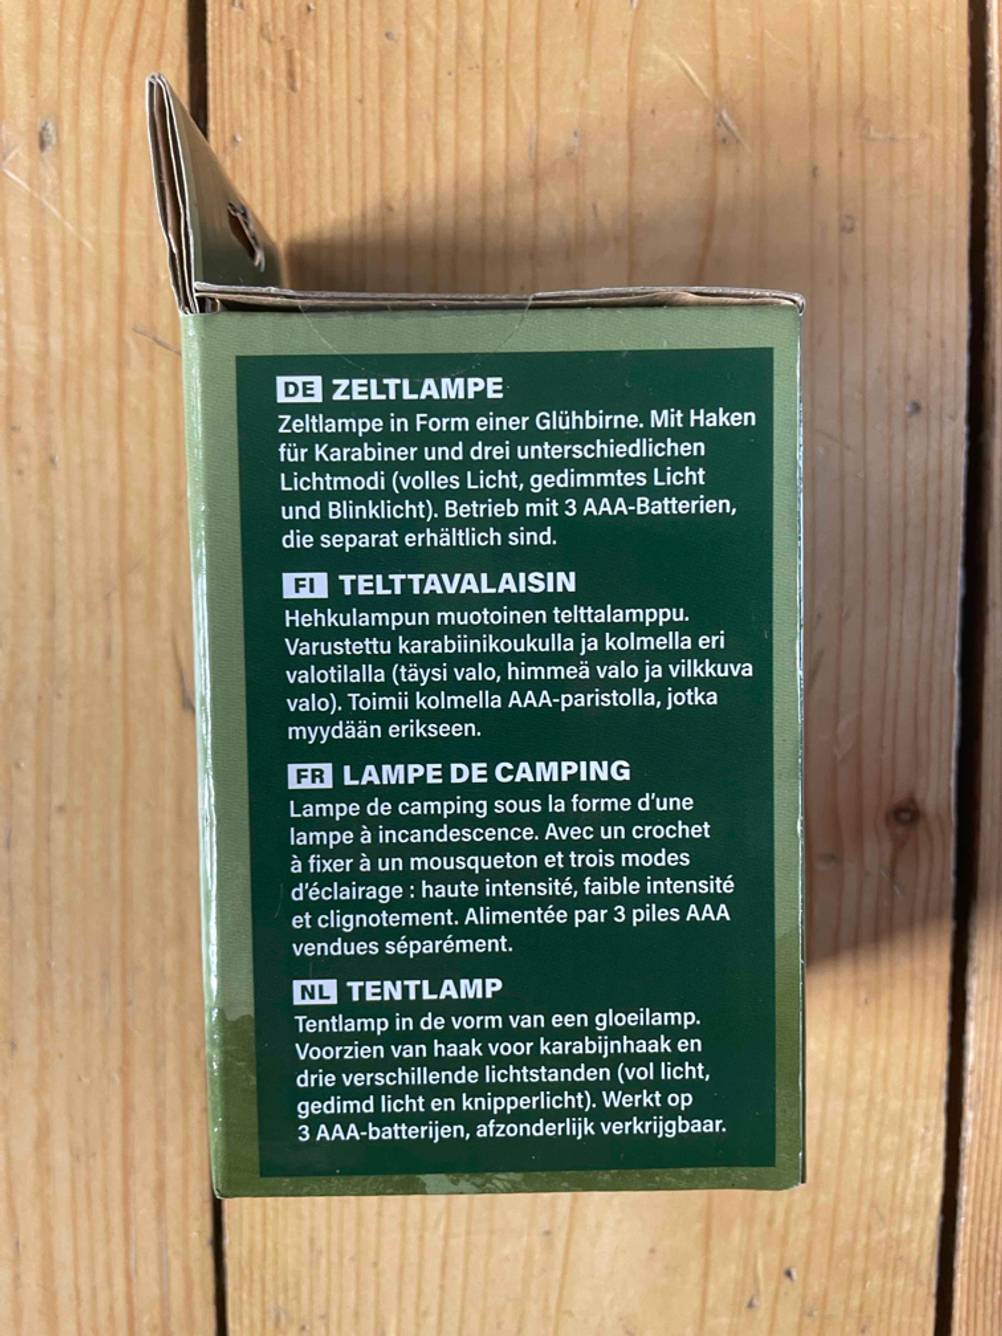 DE ZELTLAMPE
Zeltlampe in Form einer Glühbirne. Mit Haken
für Karabiner und drei unterschiedlichen
Lichtmodi (volles Licht, gedimmtes Licht
und Blinklicht). Betrieb mit 3 AAA-Batterien,
die separat erhältlich sind.
FI TELTTAVALAISIN
Hehkulampun muotoinen telttalamppu.
Varustettu karabiinikoukulla ja kolmella eri
valotilalla (täysi valo, himmeä valo ja vilkkuva
valo). Toimii kolmella AAA-paristolla, jotka
myydään erikseen.
FR LAMPE DE CAMPING
Lampe de camping sous la forme d'une
lampe à incandescence. Avec un crochet
à fixer à un mousqueton et trois modes
d'éclairage : haute intensité, faible intensité
et clignotement. Alimentée par 3 piles AAA
vendues séparément.
NL TENTLAMP
Tentlamp in de vorm van een gloeilamp.
Voorzien van haak voor karabijnhaak en
drie verschillende lichtstanden (vol licht,
gedimd licht en knipperlicht). Werkt op
3 AAA-batterijen, afzonderlijk verkrijgbaar.